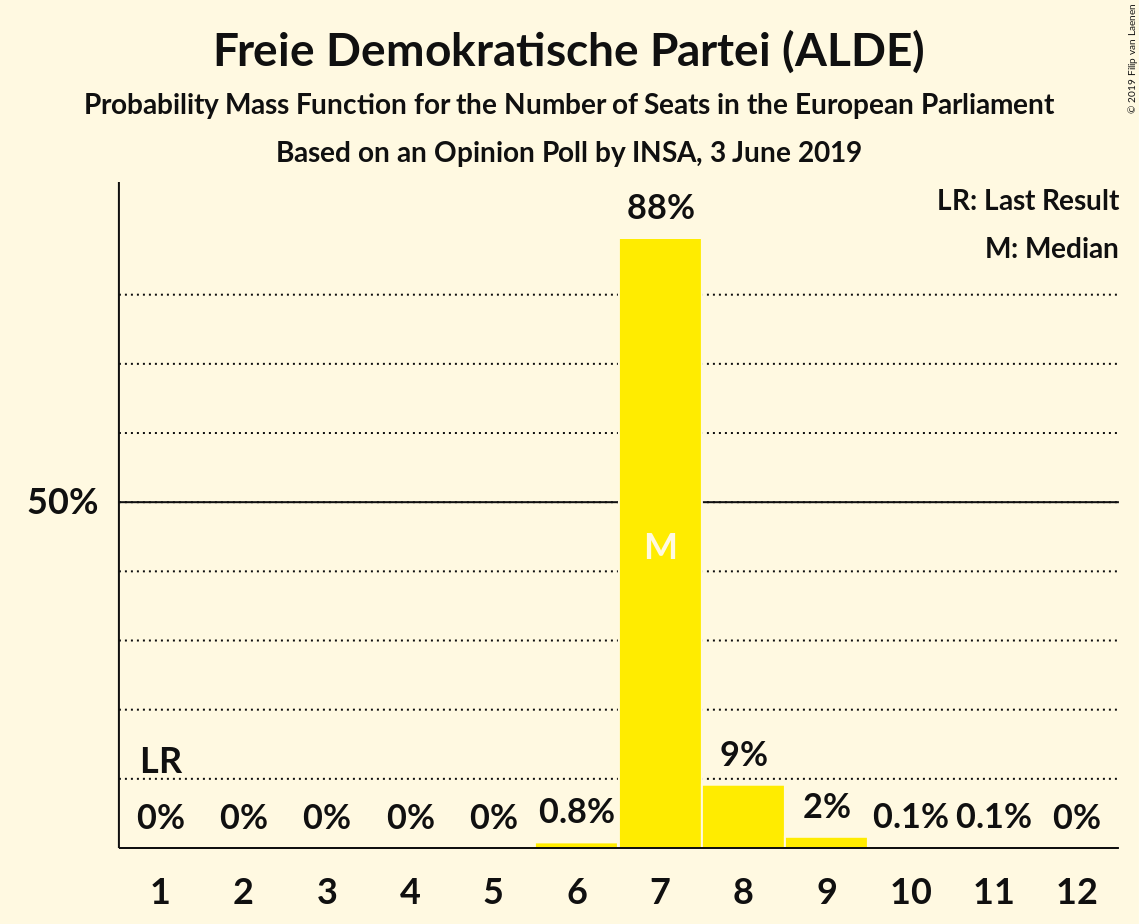 Freie Demokratische Partei (ALDE)
Probability Mass Function for the Number of Seats in the European Parliament
Based on an Opinion Poll by INSA, 3 June 2019
© 2019 Filip van Laenen
LR: Last Result
M: Median
88%
50%
M
LR
0% 0% 0% 0% 0% 0.8% 9% 2% 0.1% 0.1% 0%
1 2 3 4 5 6 7 8 9 10 11 12